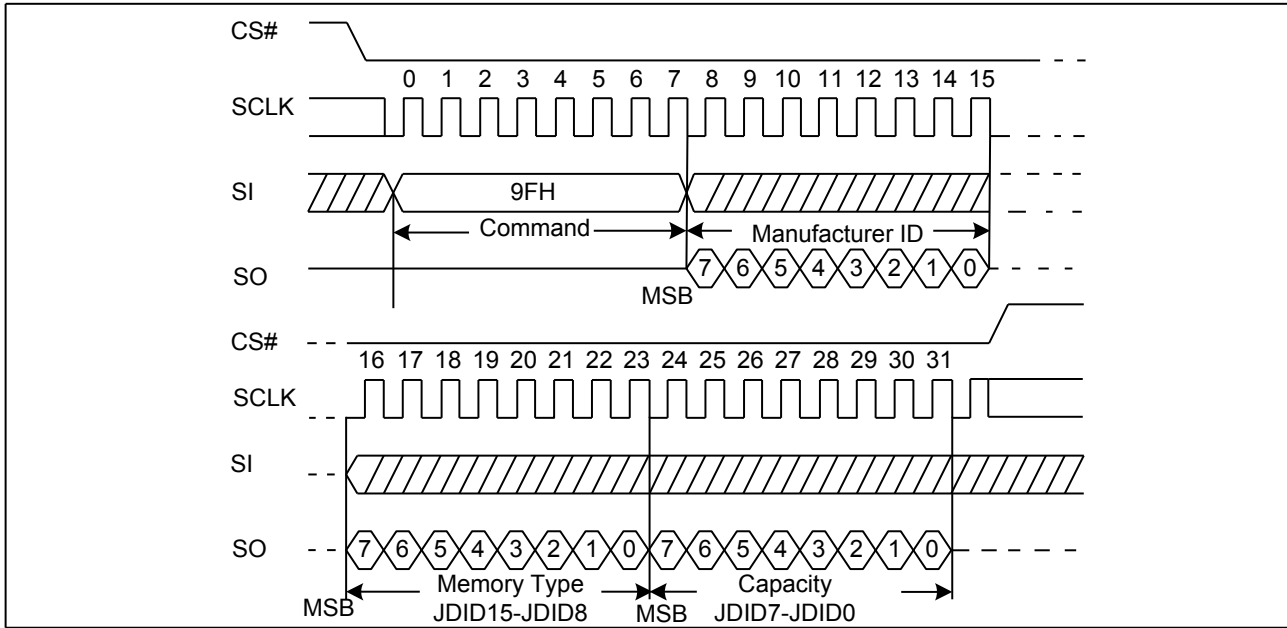 CS#
0 1 2 3 4 5 6 7 8 9 10 11 12 13 14 15
SCLK
SI 9FH
Command Manufacturer ID
SO 7 6 5 4 3 2 1 0
MSB
CS#
16 17 18 19 20 21 22 23 24 25 26 27 28 29 30 31
SCLK
SI
SO 7 6 5 4 3 2 1 0 7 6 5 4 3 2 1 0
Memory Type Capacity
MSB JDID15-JDID8 MSB JDID7-JDID0